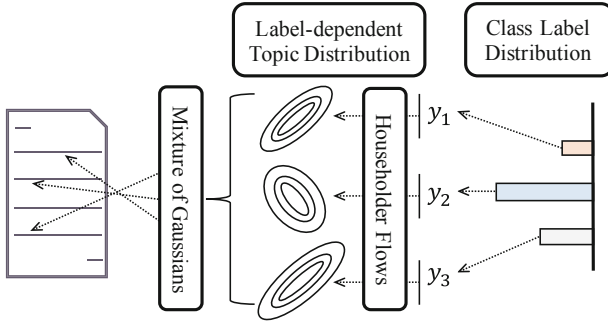 Label-dependent
Topic Distribution
Class Label
Distribution
Mixture of Gaussians
Householder Flows
y1
y2
y3